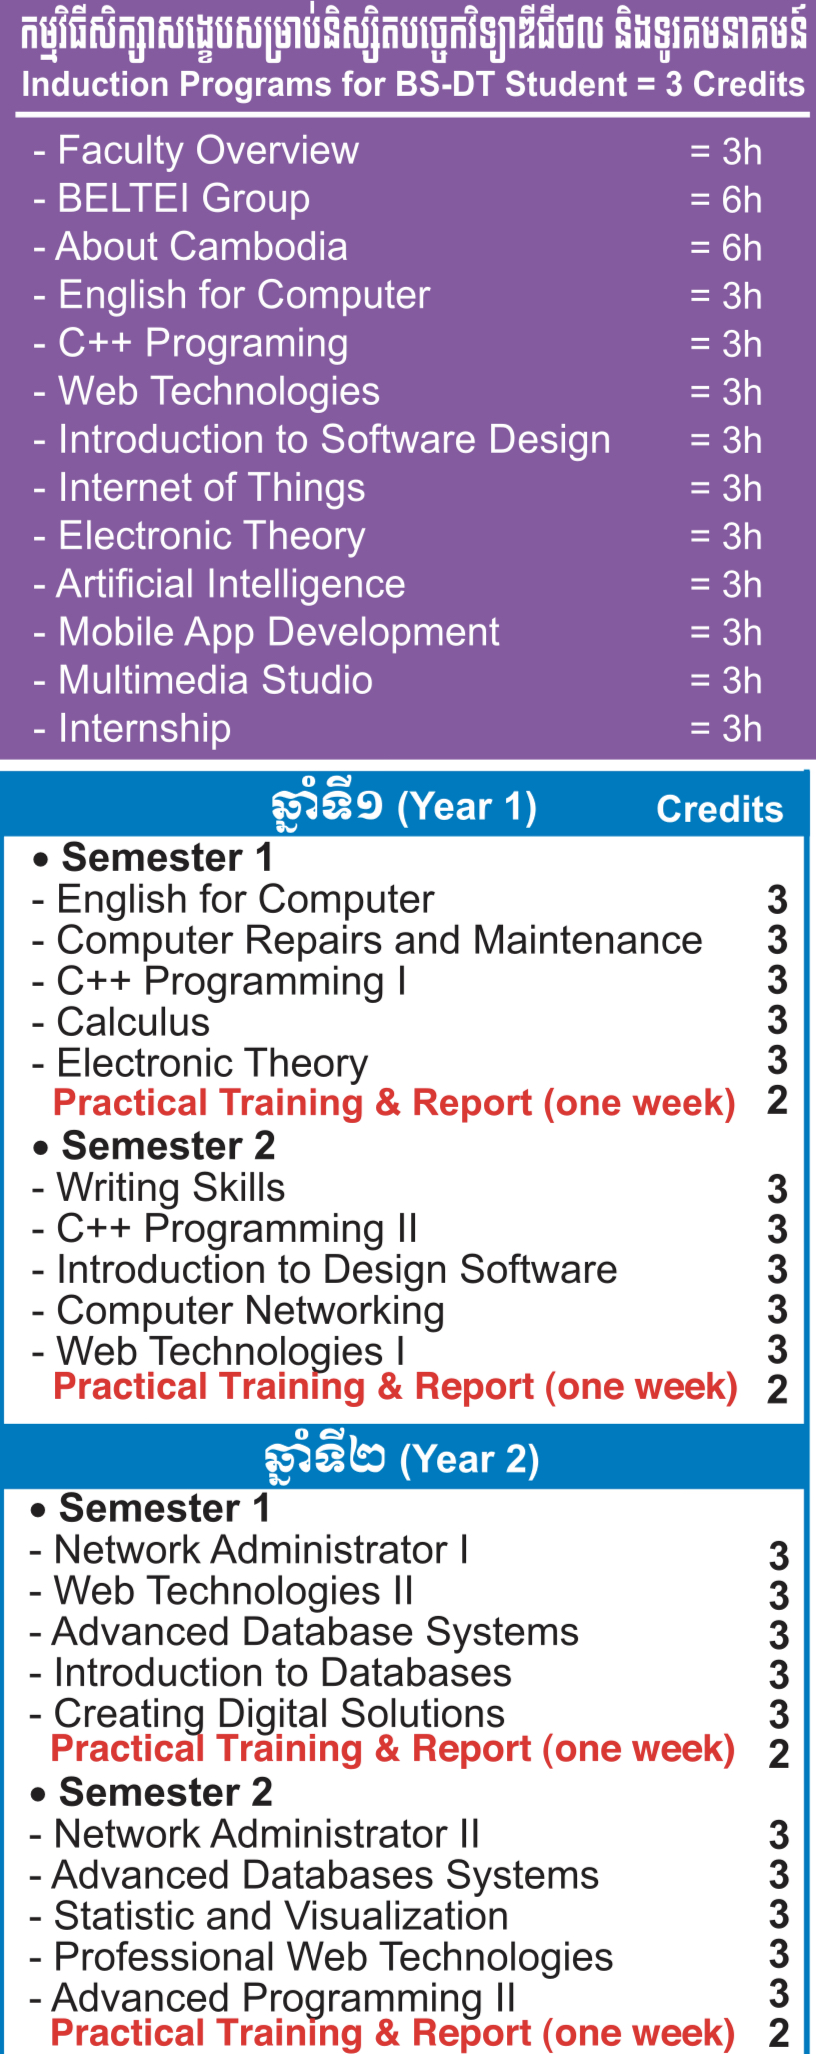 កម្មវិធីសិក្សាសង្ខេបសម្រាប់និស្សិតបច្ចេកវិទ្យាឌីជីថល និងទូរគមនាគមន៍
Induction Programs for BS-DT Student = 3 Credits
- Faculty Overview = 3h
- BELTEI Group = 6h
- About Cambodia = 6h
- English for Computer = 3h
- C++ Programing = 3h
- Web Technologies = 3h
- Introduction to Software Design = 3h
- Internet of Things = 3h
- Electronic Theory = 3h
- Artificial Intelligence = 3h
- Mobile App Development = 3h
- Multimedia Studio = 3h
- Internship = 3h
ឆ្នាំទី១ (Year 1) Credits
• Semester 1
- English for Computer 3
- Computer Repairs and Maintenance 3
- C++ Programming I 3
- Calculus 3
- Electronic Theory 3
Practical Training & Report (one week) 2
• Semester 2
- Writing Skills 3
- C++ Programming II 3
- Introduction to Design Software 3
- Computer Networking 3
- Web Technologies I 3
Practical Training & Report (one week) 2
ឆ្នាំទី២ (Year 2)
• Semester 1
- Network Administrator I 3
- Web Technologies II 3
- Advanced Database Systems 3
- Introduction to Databases 3
- Creating Digital Solutions 3
Practical Training & Report (one week) 2
• Semester 2
- Network Administrator II 3
- Advanced Databases Systems 3
- Statistic and Visualization 3
- Professional Web Technologies 3
- Advanced Programming II 3
Practical Training & Report (one week) 2